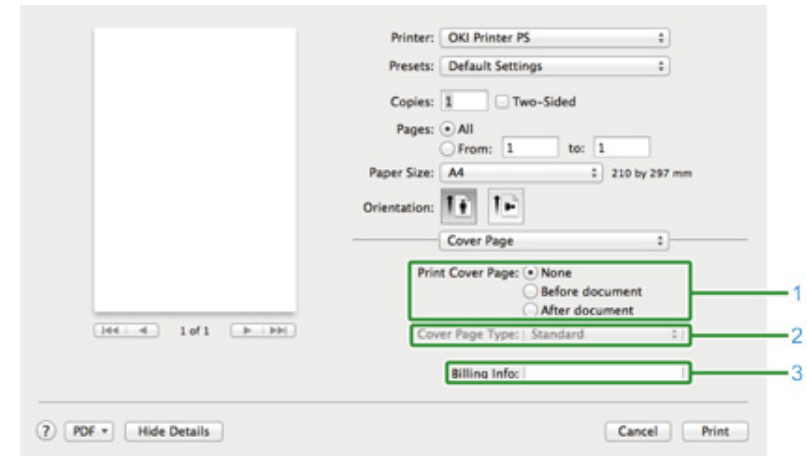 Printer: OKI Printer PS
Presets: Default Settings
Copies: 1 Two-Sided
Pages: All
From: 1 to: 1
Paper Size: A4 210 by 297 mm
Orientation:
Cover Page
Print Cover Page: None
Before document
After document
1
Cover Page Type: Standard
2
Billing Info:
3
1 of 1
? PDF Hide Details Cancel Print